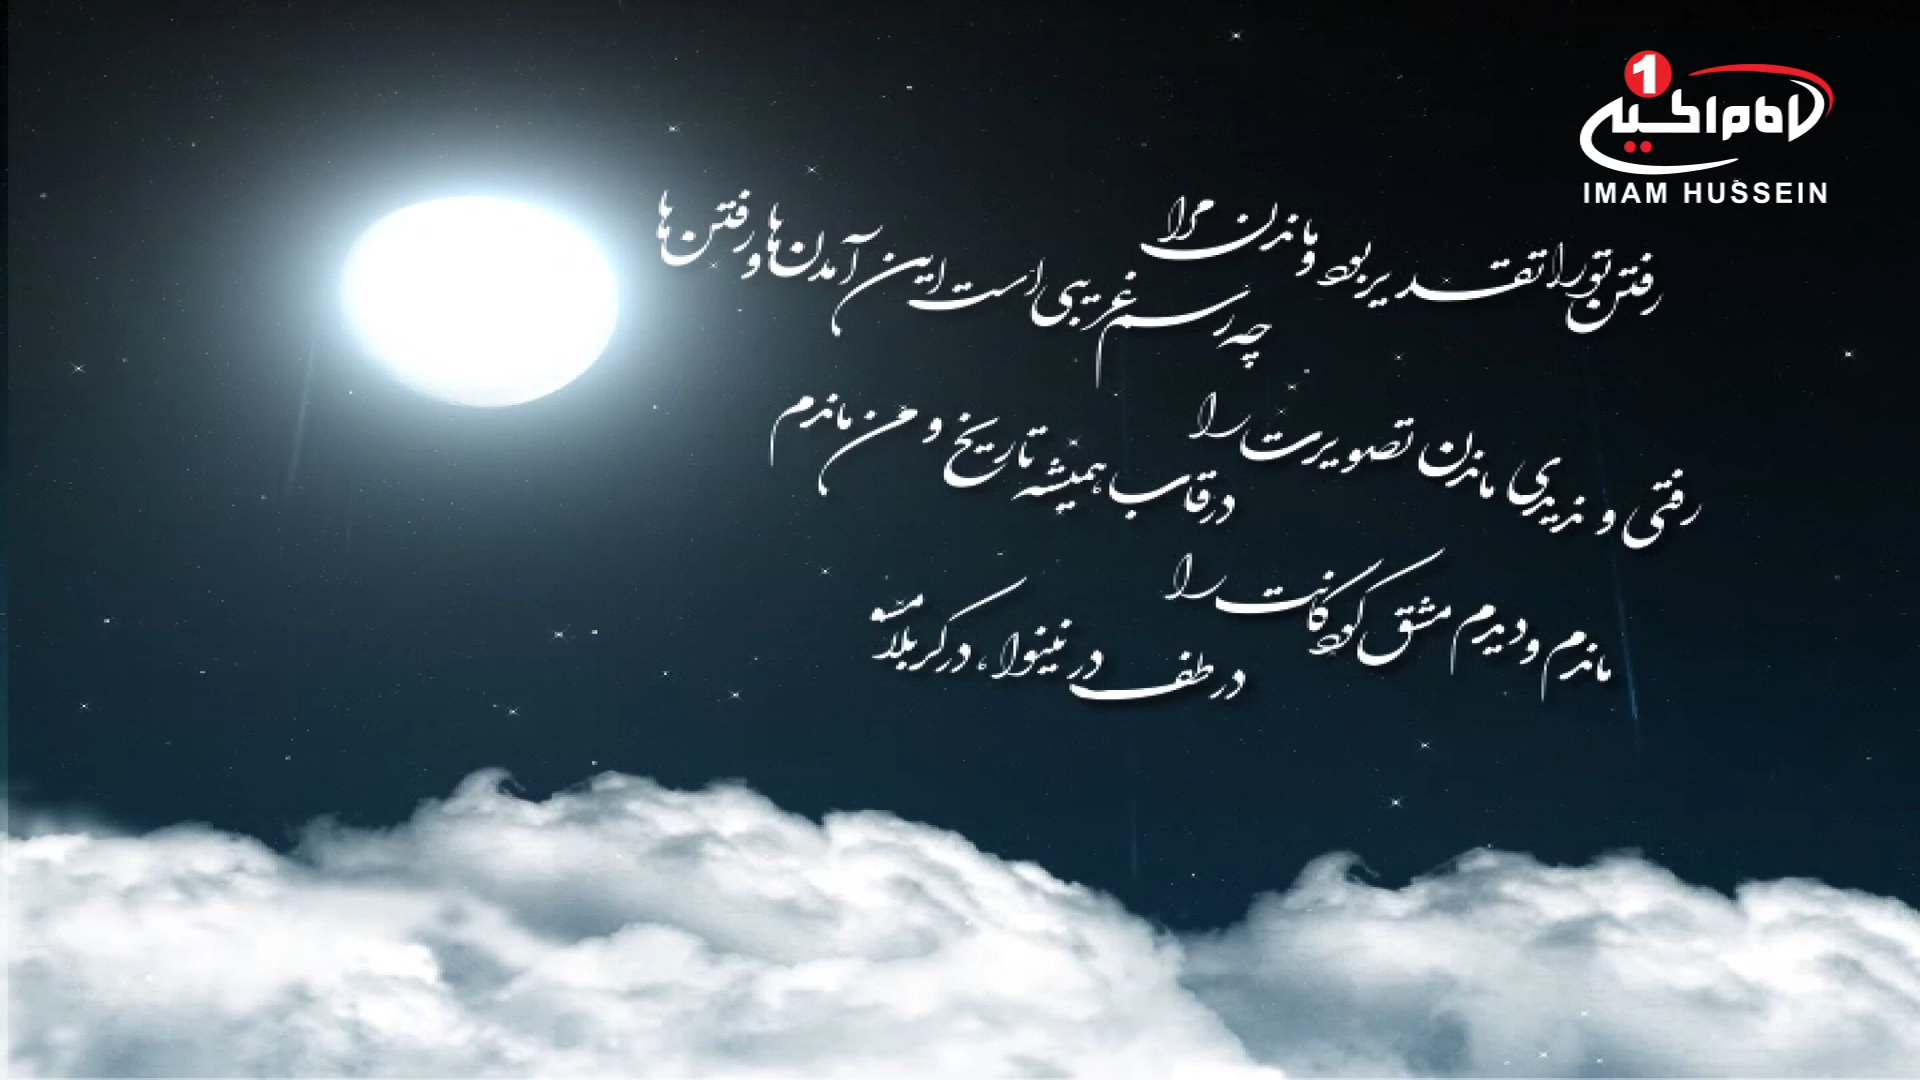 امام حسین
1
IMAM HUSSEIN
رفتن تو را تقدیر بود و ماندن مرا
چه رسم غریبی است این آمدن‌ها و رفتن‌ها
رفتی و ندیدی ماندن تصویرت را
در قاب همیشه تاریخ و من ماندم
ماندم و دیدم مشق کودکانت را
در طف در نینوا، در کربلا